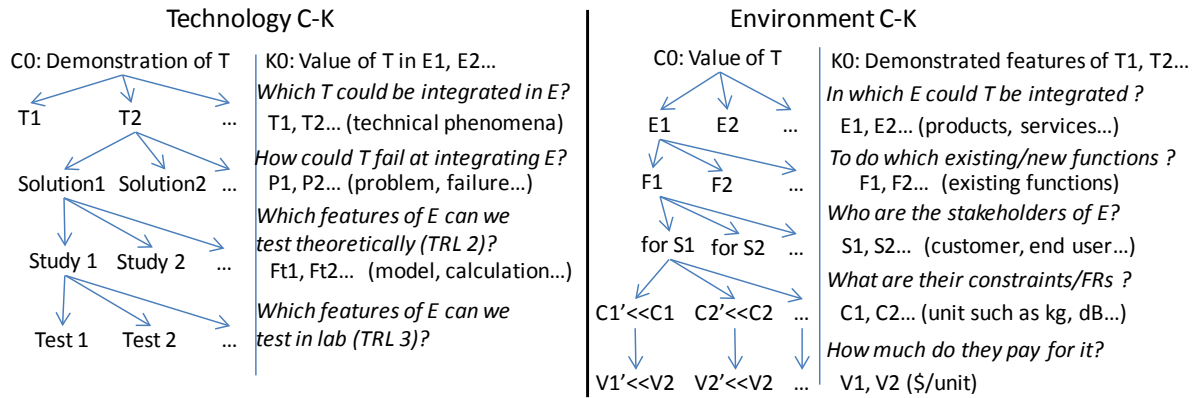 Technology C-K
C0: Demonstration of T
K0: Value of T in E1, E2...
Which T could be integrated in E?
T1 T2 ...
T1, T2... (technical phenomena)
How could T fail at integrating E?
Solution1 Solution2 ...
P1, P2... (problem, failure...)
Which features of E can we
test theoretically (TRL 2)?
Study 1 Study 2 ...
Ft1, Ft2... (model, calculation...)
Which features of E can we
test in lab (TRL 3)?
Test 1 Test 2 ...
Environment C-K
C0: Value of T
K0: Demonstrated features of T1, T2...
In which E could T be integrated ?
E1 E2 ...
E1, E2... (products, services...)
To do which existing/new functions ?
F1 F2 ...
F1, F2... (existing functions)
Who are the stakeholders of E?
for S1 for S2 ...
S1, S2... (customer, end user...)
What are their constraints/FRs ?
C1'<<C1 C2'<<C2 ...
C1, C2... (unit such as kg, dB...)
How much do they pay for it?
V1'<<V2 V2'<<V2 ...
V1, V2 ($/unit)